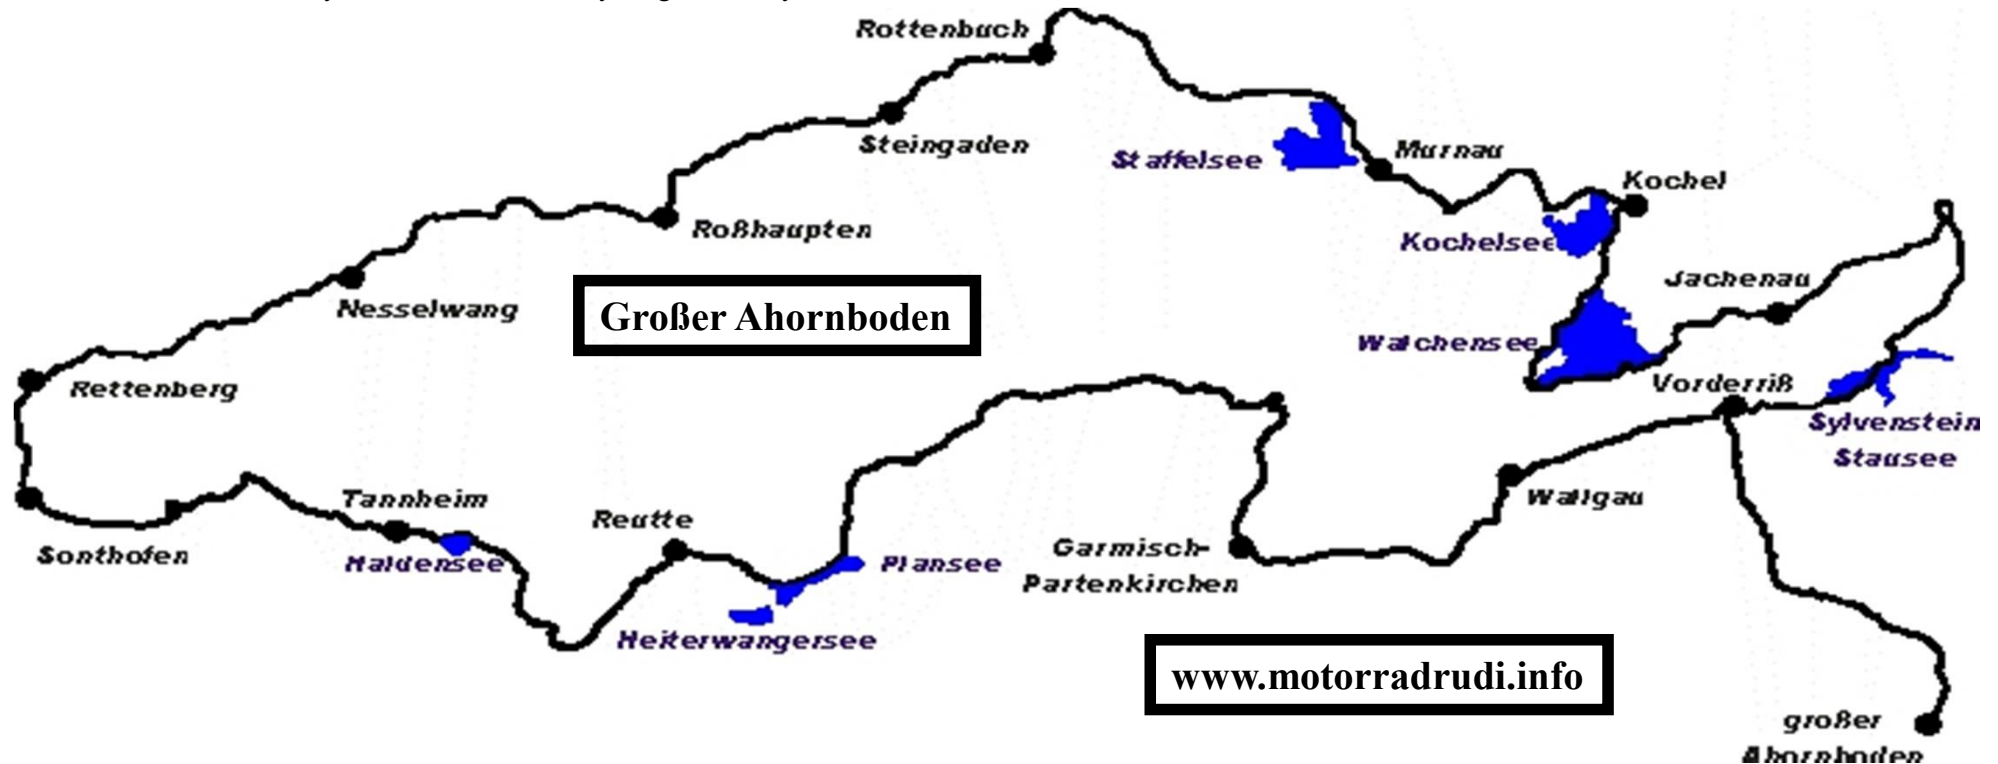 Rottenbuch
Steingaden
Staffelsee
Murnau
Kochel
Roßhaupten
Kochelsee
Jachenau
Nesselwang
Großer Ahornboden
Walchensee
Rettenberg
Vorderriß
Sylvenstein
Stausee
Tannheim
Wallgau
Reutte
Sonthofen
Haldensee
Plansee
Garmisch-
Partenkirchen
Heiterwangersee
www.motorradrudi.info
großer
Ahornboden